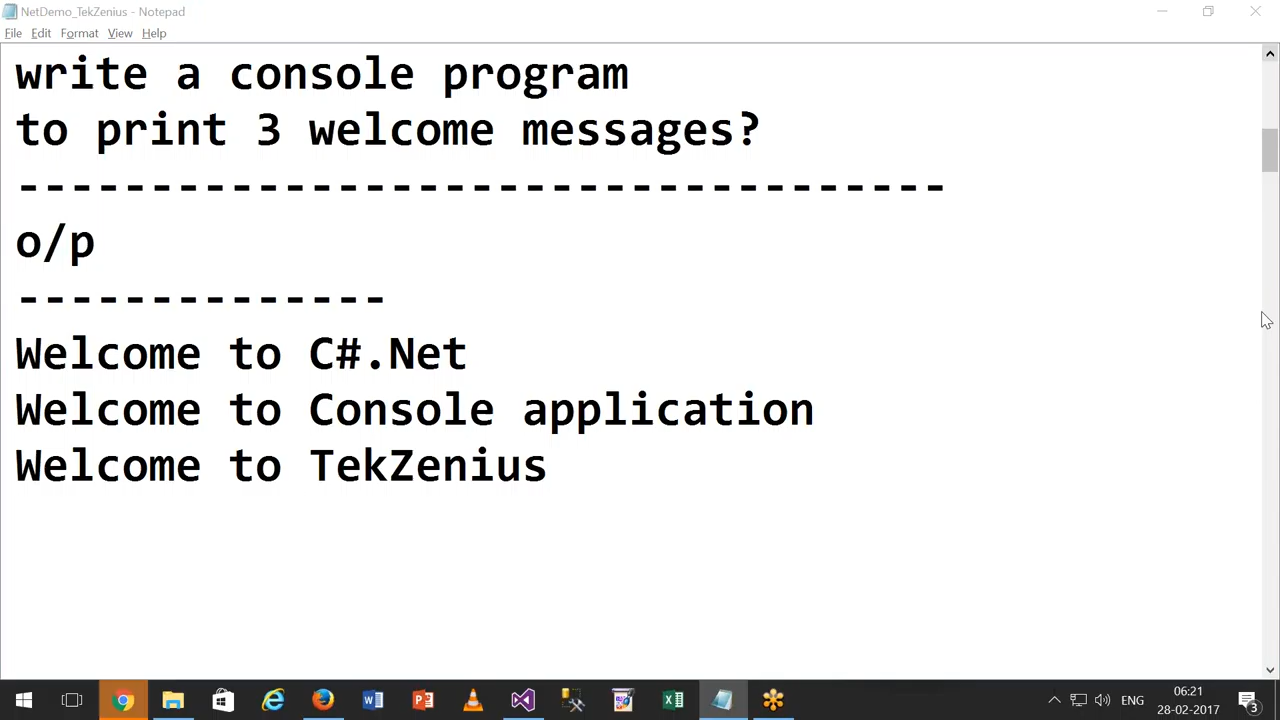 NetDemo_TekZenius - Notepad
File Edit Format View Help
write a console program
to print 3 welcome messages?
-----------------------------------
o/p
--------------
Welcome to C#.Net
Welcome to Console application
Welcome to TekZenius
ENG
06:21
28-02-2017
3